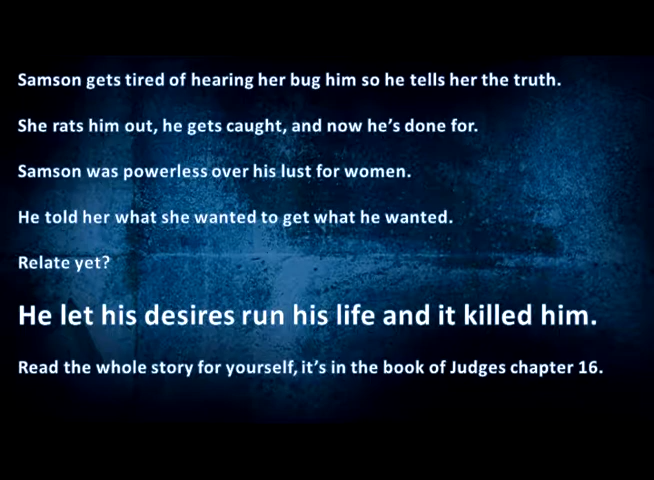 Samson gets tired of hearing her bug him so he tells her the truth.
She rats him out, he gets caught, and now he’s done for.
Samson was powerless over his lust for women.
He told her what she wanted to get what he wanted.
Relate yet?
He let his desires run his life and it killed him.
Read the whole story for yourself, it’s in the book of Judges chapter 16.